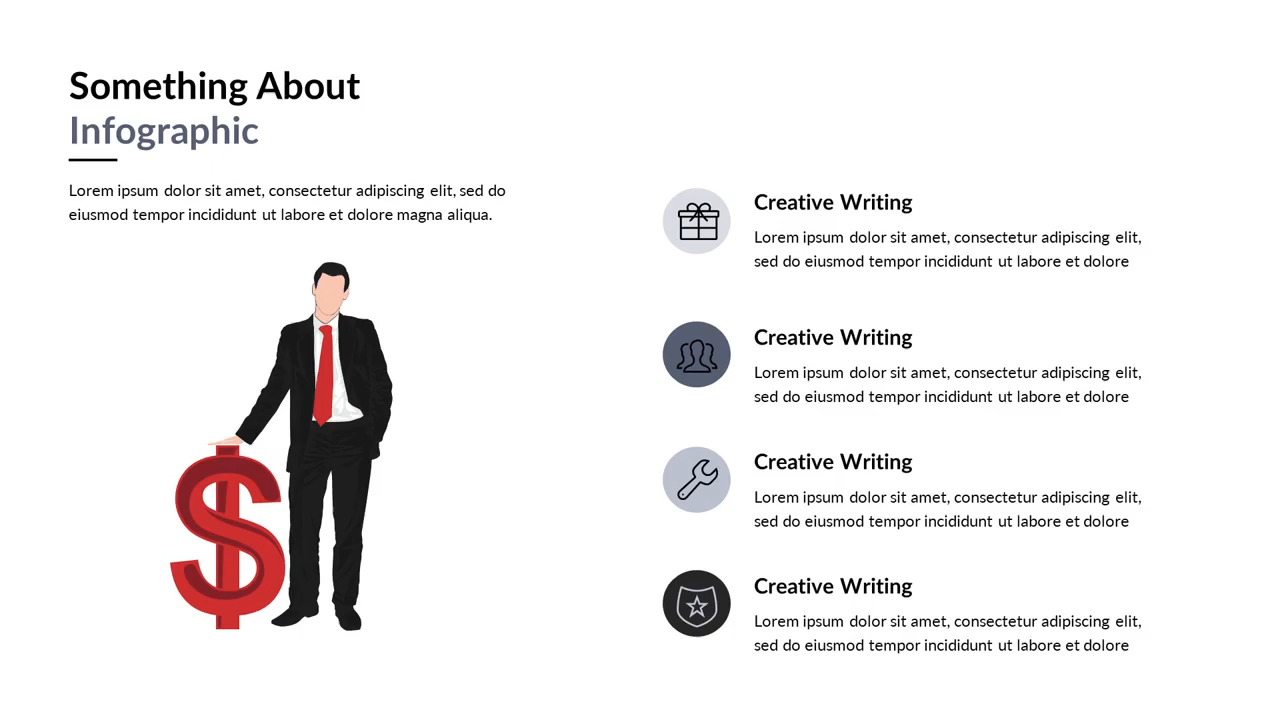 Something About
Infographic
Lorem ipsum dolor sit amet, consectetur adipiscing elit, sed do
eiusmod tempor incididunt ut labore et dolore magna aliqua.
Creative Writing
Lorem ipsum dolor sit amet, consectetur adipiscing elit,
sed do eiusmod tempor incididunt ut labore et dolore
Creative Writing
Lorem ipsum dolor sit amet, consectetur adipiscing elit,
sed do eiusmod tempor incididunt ut labore et dolore
Creative Writing
Lorem ipsum dolor sit amet, consectetur adipiscing elit,
sed do eiusmod tempor incididunt ut labore et dolore
Creative Writing
Lorem ipsum dolor sit amet, consectetur adipiscing elit,
sed do eiusmod tempor incididunt ut labore et dolore
$